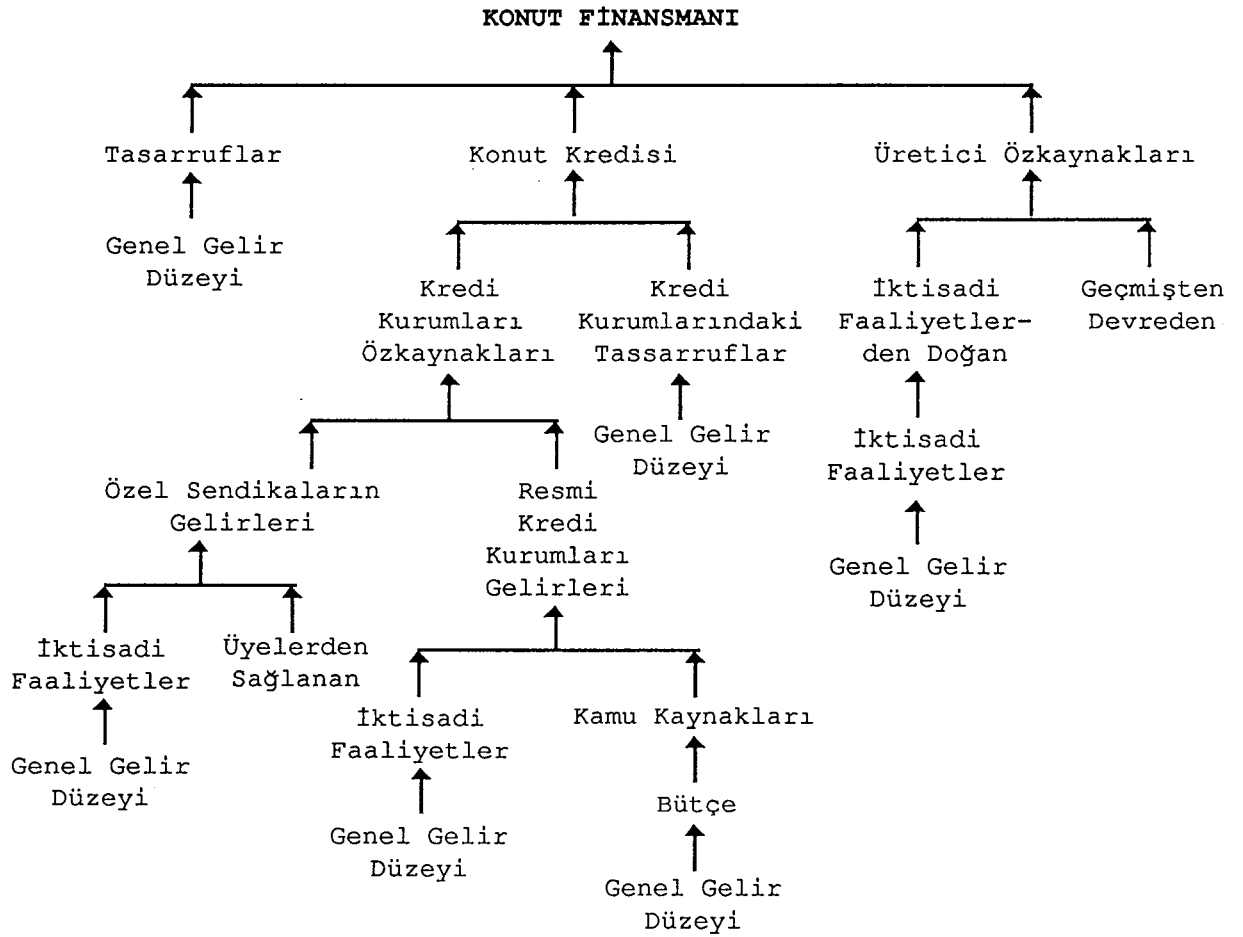 KONUT FİNANSMANI
Tasarruflar
Konut Kredisi
Üretici Özkaynakları
Genel Gelir
Düzeyi
Kredi
Kurumları
Özkaynakları
Kredi
Kurumlarındaki
Tassarruflar
İktisadi
Faaliyetler-
den Doğan
Geçmişten
Devreden
Genel Gelir
Düzeyi
İktisadi
Faaliyetler
Özel Sendikaların
Gelirleri
Resmi
Kredi
Kurumları
Gelirleri
Genel Gelir
Düzeyi
İktisadi
Faaliyetler
Üyelerden
Sağlanan
İktisadi
Faaliyetler
Kamu Kaynakları
Genel Gelir
Düzeyi
Bütçe
Genel Gelir
Düzeyi
Genel Gelir
Düzeyi